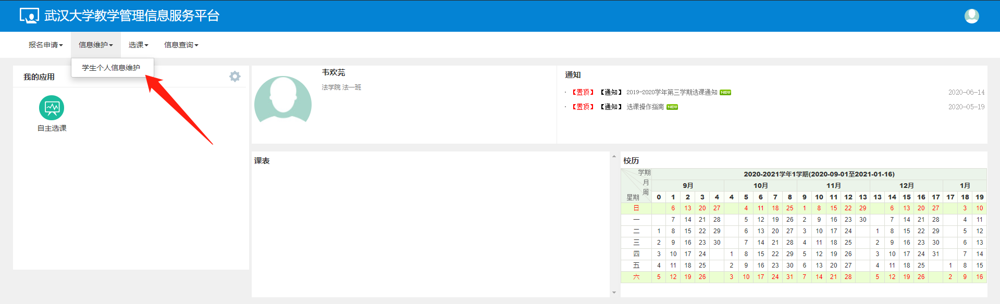 武汉大学教学管理信息服务平台
报名申请 信息维护 选课 信息查询
学生个人信息维护
我的应用
自主选课
韦欢芫
法学院 法一班
通知
· 【置顶】 【通知】 2019-2020学年第三学期选课通知 NEW 2020-06-14
· 【置顶】 【通知】 选课操作指南 NEW 2020-05-19
课表
校历
学期 2020-2021学年1学期(2020-09-01至2021-01-16)
月 9月 10月 11月 12月 1月
周
星期 0 1 2 3 4 4 5 6 7 8 9 10 11 12 13 13 14 15 16 17 17 18 19
日 6 13 20 27 4 11 18 25 1 8 15 22 29 6 13 20 27 3 10
一 7 14 21 28 5 12 19 26 2 9 16 23 30 7 14 21 28 4 11
二 1 8 15 22 29 6 13 20 27 3 10 17 24 1 8 15 22 29 5 12
三 2 9 16 23 30 7 14 21 28 4 11 18 25 2 9 16 23 30 6 13
四 3 10 17 24 1 8 15 22 29 5 12 19 26 3 10 17 24 31 7 14
五 4 11 18 25 2 9 16 23 30 6 13 20 27 4 11 18 25 1 8 15
六 5 12 19 26 3 10 17 24 31 7 14 21 28 5 12 19 26 2 9 16